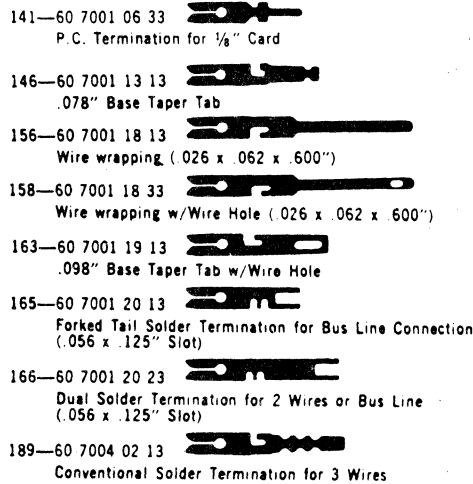 141—60 7001 06 33
P.C. Termination for ⅛" Card
146—60 7001 13 13
.078" Base Taper Tab
156—60 7001 18 13
Wire wrapping (.026 x .062 x .600")
158—60 7001 18 33
Wire wrapping w/Wire Hole (.026 x .062 x .600")
163—60 7001 19 13
.098" Base Taper Tab w/Wire Hole
165—60 7001 20 13
Forked Tail Solder Termination for Bus Line Connection
(.056 x .125" Slot)
166—60 7001 20 23
Dual Solder Termination for 2 Wires or Bus Line
(.056 x .125" Slot)
189—60 7004 02 13
Conventional Solder Termination for 3 Wires